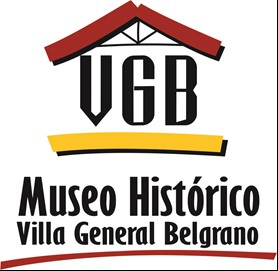 VGB
Museo Histórico
Villa General Belgrano